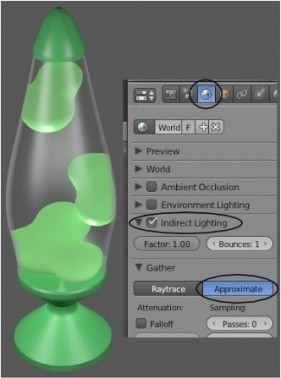 World
F
Preview
World
Ambient Occlusion
Environment Lighting
Indirect Lighting
Factor: 1.00
Bounces: 1
Gather
Raytrace
Approximate
Attenuation:
Sampling:
Falloff
Passes: 0